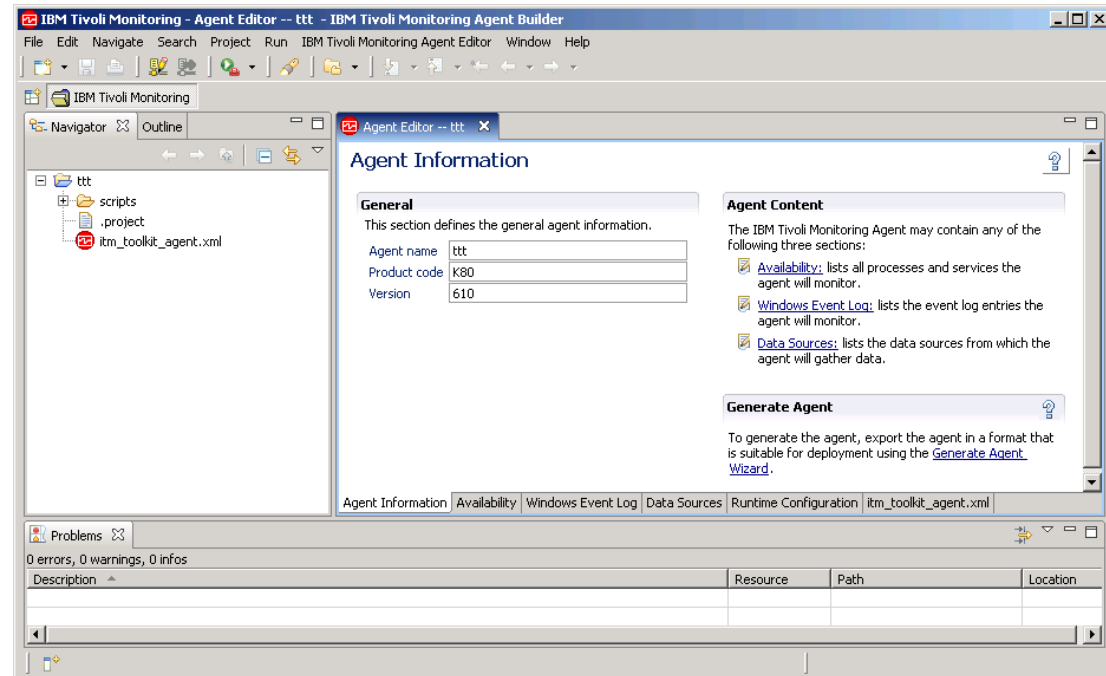 IBM Tivoli Monitoring - Agent Editor -- ttt - IBM Tivoli Monitoring Agent Builder
File Edit Navigate Search Project Run IBM Tivoli Monitoring Agent Editor Window Help
IBM Tivoli Monitoring
Navigator Outline
ttt
scripts
.project
itm_toolkit_agent.xml
Agent Editor -- ttt
Agent Information
General
This section defines the general agent information.
Agent name ttt
Product code K80
Version 610
Agent Content
The IBM Tivoli Monitoring Agent may contain any of the
following three sections:
Availability: lists all processes and services the
agent will monitor.
Windows Event Log: lists the event log entries the
agent will monitor.
Data Sources: lists the data sources from which the
agent will gather data.
Generate Agent
To generate the agent, export the agent in a format that
is suitable for deployment using the Generate Agent
Wizard.
Agent Information Availability Windows Event Log Data Sources Runtime Configuration itm_toolkit_agent.xml
Problems
0 errors, 0 warnings, 0 infos
Description Resource Path Location